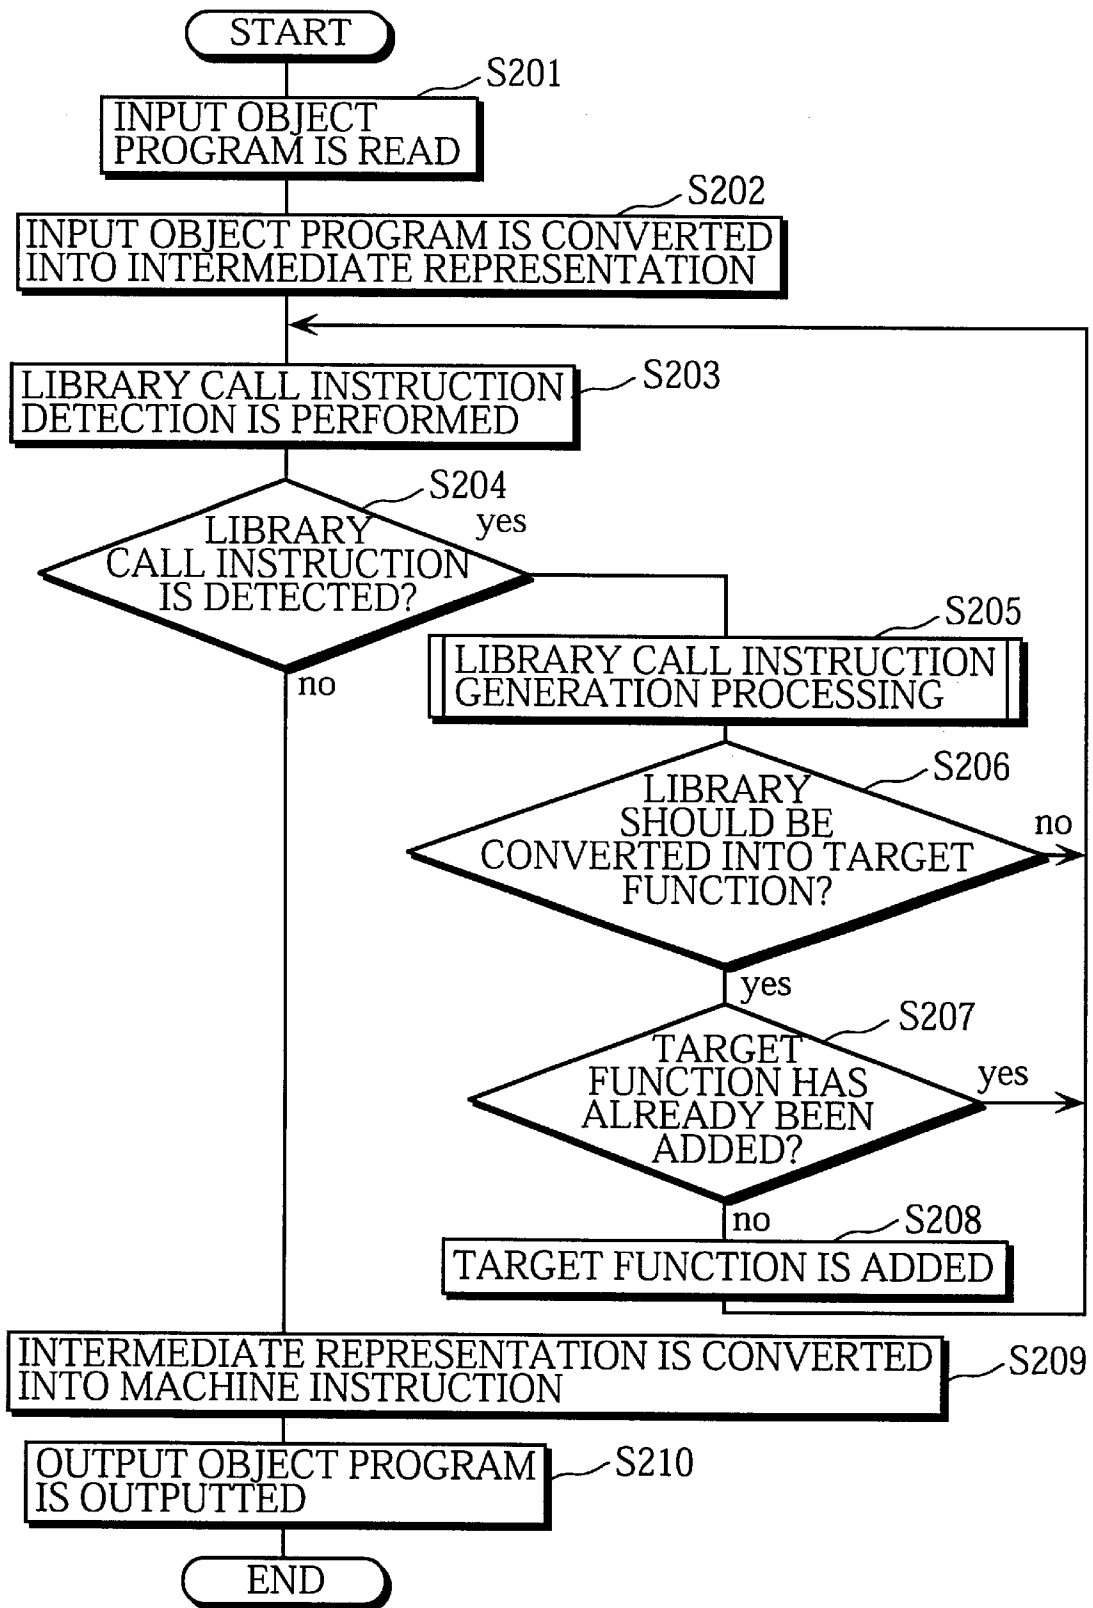 START
S201
INPUT OBJECT
PROGRAM IS READ
S202
INPUT OBJECT PROGRAM IS CONVERTED
INTO INTERMEDIATE REPRESENTATION
S203
LIBRARY CALL INSTRUCTION
DETECTION IS PERFORMED
S204
yes
LIBRARY
CALL INSTRUCTION
IS DETECTED?
no
S205
LIBRARY CALL INSTRUCTION
GENERATION PROCESSING
S206
LIBRARY
SHOULD BE
CONVERTED INTO TARGET
FUNCTION?
no
yes
S207
TARGET
FUNCTION HAS
ALREADY BEEN
ADDED?
yes
no
S208
TARGET FUNCTION IS ADDED
INTERMEDIATE REPRESENTATION IS CONVERTED
INTO MACHINE INSTRUCTION
S209
OUTPUT OBJECT PROGRAM
IS OUTPUTTED
S210
END